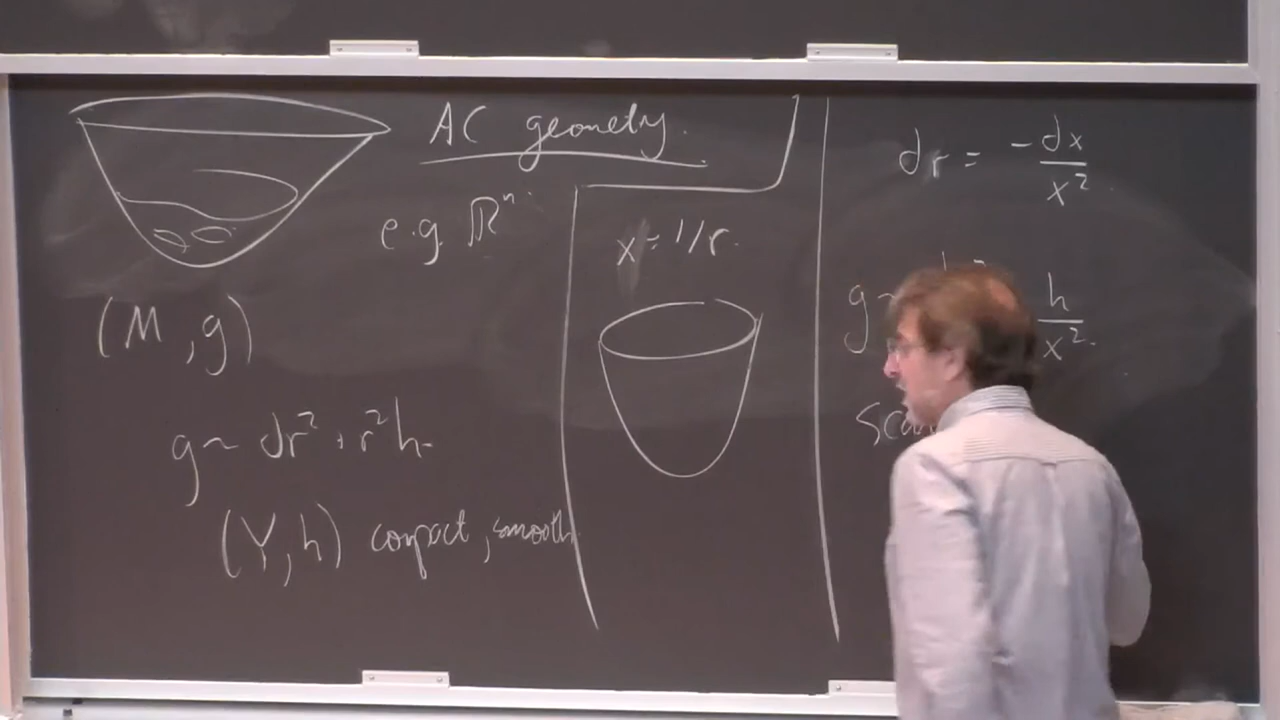 AC geometry.
e.g. ℝⁿ
(M, g)
g ~ dr² + r²h
(Y, h) compact, smooth
x = 1/r.
dr = -dx/x²
g ~
h/x².